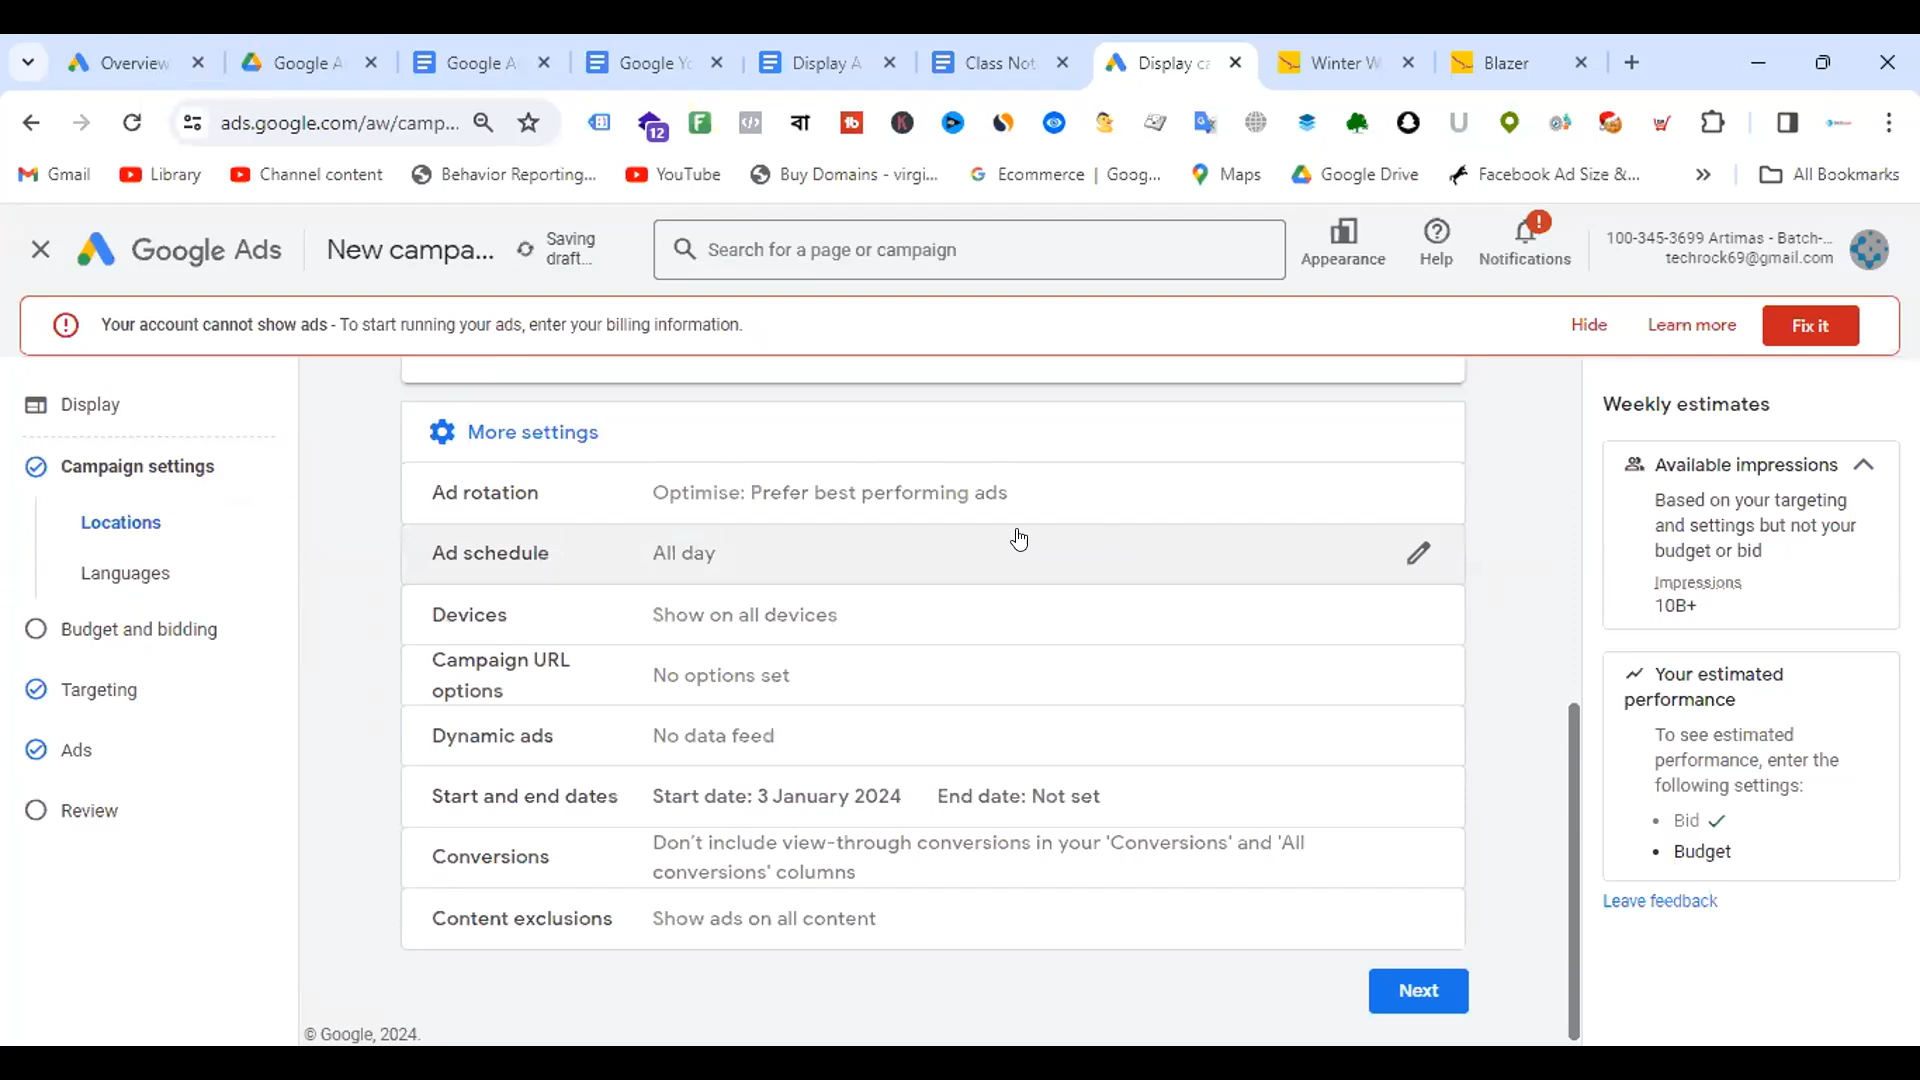 Overview
Google A
Google A
Google Yo
Display A
Class Not
Display ca
Winter W
Blazer
ads.google.com/aw/camp...
12
Gmail
Library
Channel content
Behavior Reporting...
YouTube
Buy Domains - virgi...
Ecommerce | Goog...
Maps
Google Drive
Facebook Ad Size &...
All Bookmarks
Google Ads
New campa...
Saving
draft...
Search for a page or campaign
Appearance
Help
Notifications
100-345-3699 Artimas - Batch-...
techrock69@gmail.com
Your account cannot show ads - To start running your ads, enter your billing information.
Hide
Learn more
Fix it
Display
Campaign settings
Locations
Languages
Budget and bidding
Targeting
Ads
Review
More settings
Ad rotation
Optimise: Prefer best performing ads
Ad schedule
All day
Devices
Show on all devices
Campaign URL
options
No options set
Dynamic ads
No data feed
Start and end dates
Start date: 3 January 2024
End date: Not set
Conversions
Don't include view-through conversions in your 'Conversions' and 'All
conversions' columns
Content exclusions
Show ads on all content
Next
© Google, 2024.
Weekly estimates
Available impressions
Based on your targeting
and settings but not your
budget or bid
Impressions
10B+
Your estimated
performance
To see estimated
performance, enter the
following settings:
• Bid
• Budget
Leave feedback